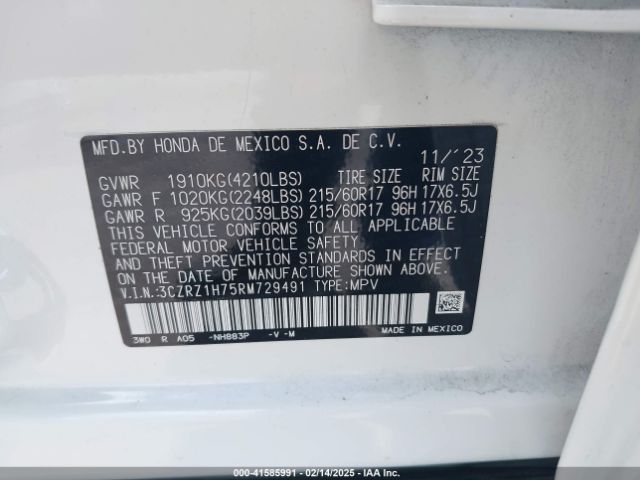 MFD.BY HONDA DE MEXICO S.A. DE C.V.
11/'23
GVWR 1910KG(4210LBS) TIRE SIZE RIM SIZE
GAWR F 1020KG(2248LBS) 215/60R17 96H 17X6.5J
GAWR R 925KG(2039LBS) 215/60R17 96H 17X6.5J
THIS VEHICLE CONFORMS TO ALL APPLICABLE
FEDERAL MOTOR VEHICLE SAFETY
AND THEFT PREVENTION STANDARDS IN EFFECT
ON THE DATE OF MANUFACTURE SHOWN ABOVE.
V.I.N.:3CZRZ1H75RM729491 TYPE:MPV
3W0 R A05 -NH883P -V -M MADE IN MEXICO
© STOCK: 41585991 | 02/14/2025 | IAAI.COM